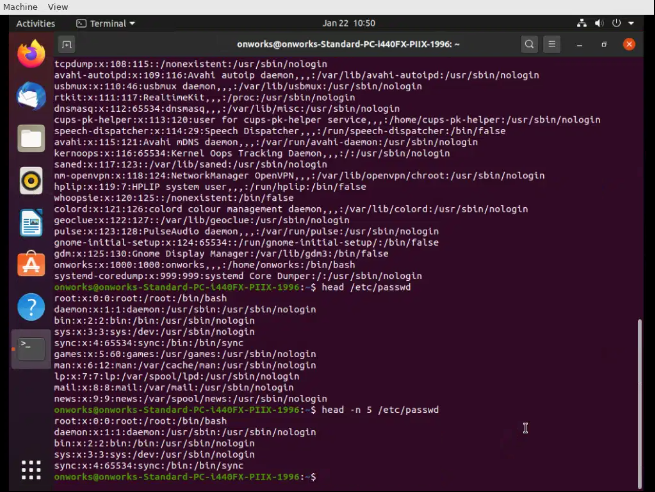 Machine View
Activities Terminal Jan 22 10:50
onworks@onworks-Standard-PC-i440FX-PIIX-1996: ~
tcpdump:x:108:115::/nonexistent:/usr/sbin/nologin
avahi-autoipd:x:109:116:Avahi autoip daemon,,,:/var/lib/avahi-autoipd:/usr/sbin/nologin
usbmux:x:110:46:usbmux daemon,,,:/var/lib/usbmux:/usr/sbin/nologin
rtkit:x:111:117:RealtimeKit,,,:/proc:/usr/sbin/nologin
dnsmasq:x:112:65534:dnsmasq,,,:/var/lib/misc:/usr/sbin/nologin
cups-pk-helper:x:113:120:user for cups-pk-helper service,,,:/home/cups-pk-helper:/usr/sbin/nologin
speech-dispatcher:x:114:29:Speech Dispatcher,,,:/run/speech-dispatcher:/bin/false
avahi:x:115:121:Avahi mDNS daemon,,,:/var/run/avahi-daemon:/usr/sbin/nologin
kernoops:x:116:65534:Kernel Oops Tracking Daemon,,,:/:/usr/sbin/nologin
saned:x:117:123::/var/lib/saned:/usr/sbin/nologin
nm-openvpn:x:118:124:NetworkManager OpenVPN,,,:/var/lib/openvpn/chroot:/usr/sbin/nologin
hplip:x:119:7:HPLIP system user,,,:/run/hplip:/bin/false
whoopsie:x:120:125::/nonexistent:/bin/false
colord:x:121:126:colord colour management daemon,,,:/var/lib/colord:/usr/sbin/nologin
geoclue:x:122:127::/var/lib/geoclue:/usr/sbin/nologin
pulse:x:123:128:PulseAudio daemon,,,:/var/run/pulse:/usr/sbin/nologin
gnome-initial-setup:x:124:65534::/run/gnome-initial-setup/:/bin/false
gdm:x:125:130:Gnome Display Manager:/var/lib/gdm3:/bin/false
onworks:x:1000:1000:onworks,,,:/home/onworks:/bin/bash
systemd-coredump:x:999:999:systemd Core Dumper:/:/usr/sbin/nologin
onworks@onworks-Standard-PC-i440FX-PIIX-1996:~$ head /etc/passwd
root:x:0:0:root:/root:/bin/bash
daemon:x:1:1:daemon:/usr/sbin:/usr/sbin/nologin
bin:x:2:2:bin:/bin:/usr/sbin/nologin
sys:x:3:3:sys:/dev:/usr/sbin/nologin
sync:x:4:65534:sync:/bin:/bin/sync
games:x:5:60:games:/usr/games:/usr/sbin/nologin
man:x:6:12:man:/var/cache/man:/usr/sbin/nologin
lp:x:7:7:lp:/var/spool/lpd:/usr/sbin/nologin
mail:x:8:8:mail:/var/mail:/usr/sbin/nologin
news:x:9:9:news:/var/spool/news:/usr/sbin/nologin
onworks@onworks-Standard-PC-i440FX-PIIX-1996:~$ head -n 5 /etc/passwd
root:x:0:0:root:/root:/bin/bash
daemon:x:1:1:daemon:/usr/sbin:/usr/sbin/nologin
bin:x:2:2:bin:/bin:/usr/sbin/nologin
sys:x:3:3:sys:/dev:/usr/sbin/nologin
sync:x:4:65534:sync:/bin:/bin/sync
onworks@onworks-Standard-PC-i440FX-PIIX-1996:~$